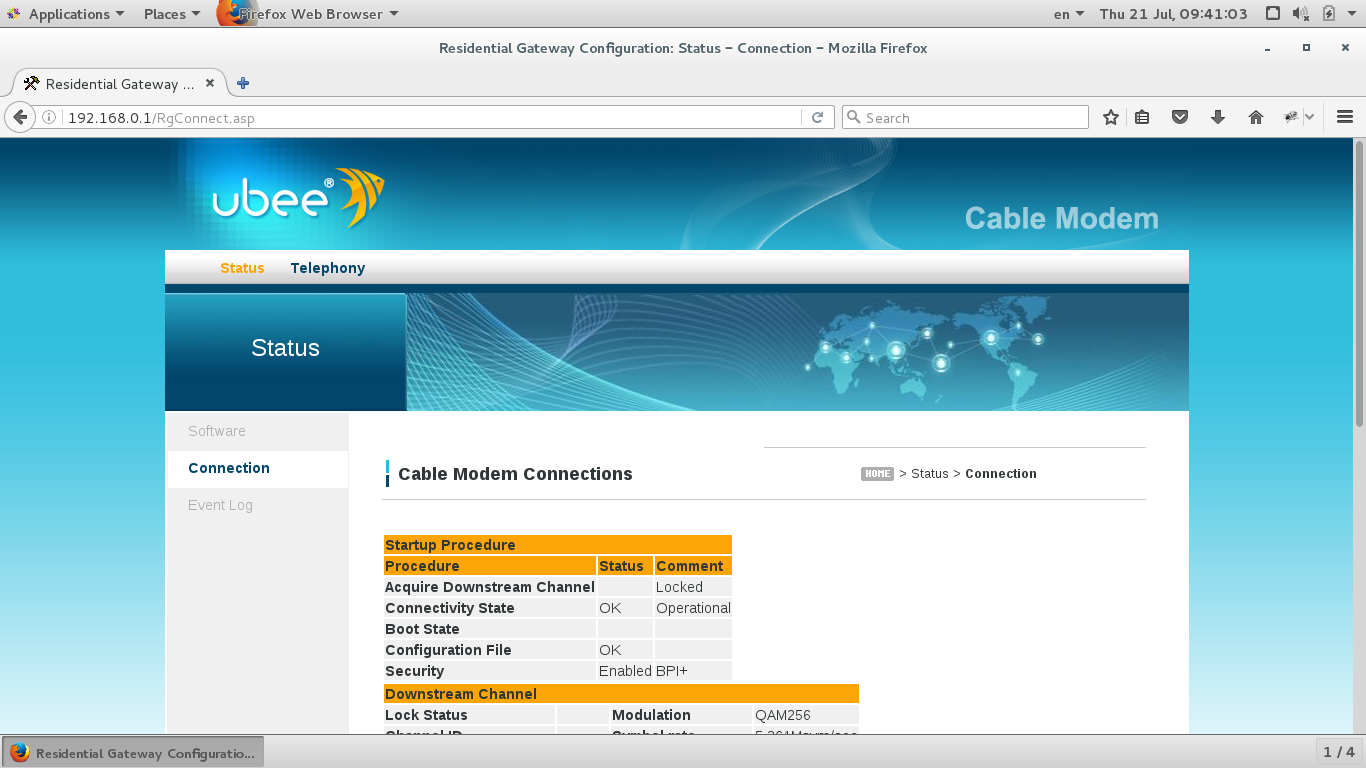 Applications Places Firefox Web Browser en Thu 21 Jul, 09:41:03
Residential Gateway Configuration: Status – Connection – Mozilla Firefox
Residential Gateway ...
192.168.0.1/RgConnect.asp Search
ubee®
Cable Modem
Status Telephony
Status
Software
Connection
Event Log
Cable Modem Connections
HOME > Status > Connection
Startup Procedure
Procedure Status Comment
Acquire Downstream Channel Locked
Connectivity State OK Operational
Boot State
Configuration File OK
Security Enabled BPI+
Downstream Channel
Lock Status Modulation QAM256
Channel ID Symbol rate
Residential Gateway Configuratio... 1 / 4